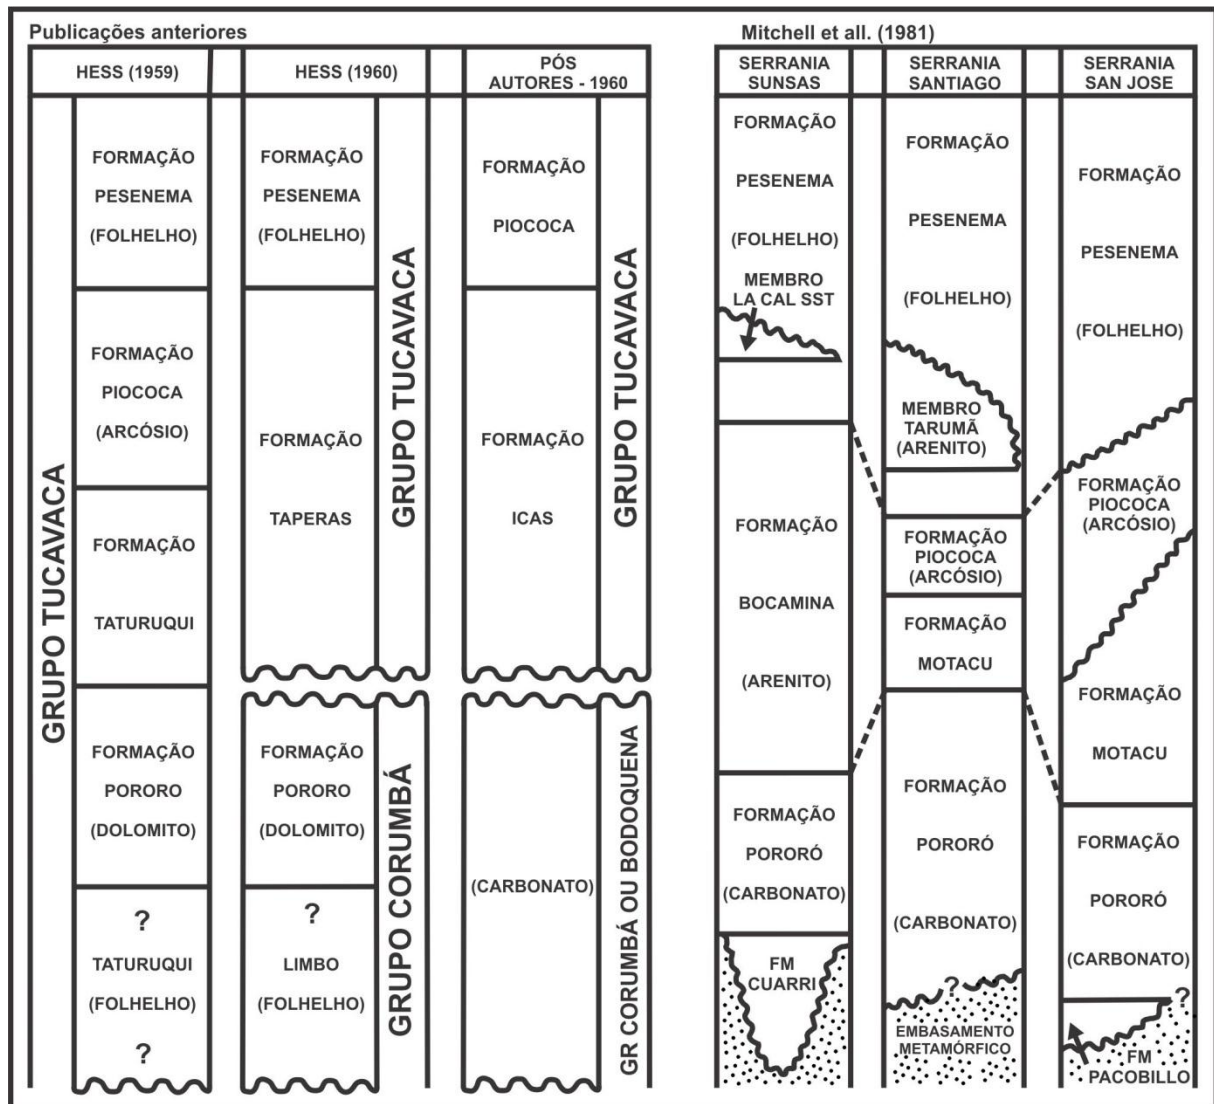 Publicações anteriores
HESS (1959)
HESS (1960)
PÓS
AUTORES - 1960
GRUPO TUCAVACA
FORMAÇÃO
PESENEMA
(FOLHELHO)
FORMAÇÃO
PIOCOCA
(ARCÓSIO)
FORMAÇÃO
TATURUQUI
FORMAÇÃO
PORORO
(DOLOMITO)
?
TATURUQUI
(FOLHELHO)
?
FORMAÇÃO
PESENEMA
(FOLHELHO)
FORMAÇÃO
TAPERAS
GRUPO TUCAVACA
FORMAÇÃO
PORORO
(DOLOMITO)
?
LIMBO
(FOLHELHO)
GRUPO CORUMBÁ
FORMAÇÃO
PIOCOCA
FORMAÇÃO
ICAS
GRUPO TUCAVACA
(CARBONATO)
GR CORUMBÁ OU BODOQUENA
Mitchell et all. (1981)
SERRANIA
SUNSAS
SERRANIA
SANTIAGO
SERRANIA
SAN JOSE
FORMAÇÃO
PESENEMA
(FOLHELHO)
MEMBRO
LA CAL SST
FORMAÇÃO
BOCAMINA
(ARENITO)
FORMAÇÃO
PORORÓ
(CARBONATO)
FM
CUARRI
FORMAÇÃO
PESENEMA
(FOLHELHO)
MEMBRO
TARUMÃ
(ARENITO)
FORMAÇÃO
PIOCOCA
(ARCÓSIO)
FORMAÇÃO
MOTACU
FORMAÇÃO
PORORÓ
(CARBONATO)
?
EMBASAMENTO
METAMÓRFICO
FORMAÇÃO
PESENEMA
(FOLHELHO)
FORMAÇÃO
PIOCOCA
(ARCÓSIO)
FORMAÇÃO
MOTACU
FORMAÇÃO
PORORÓ
(CARBONATO)
?
FM
PACOBILLO